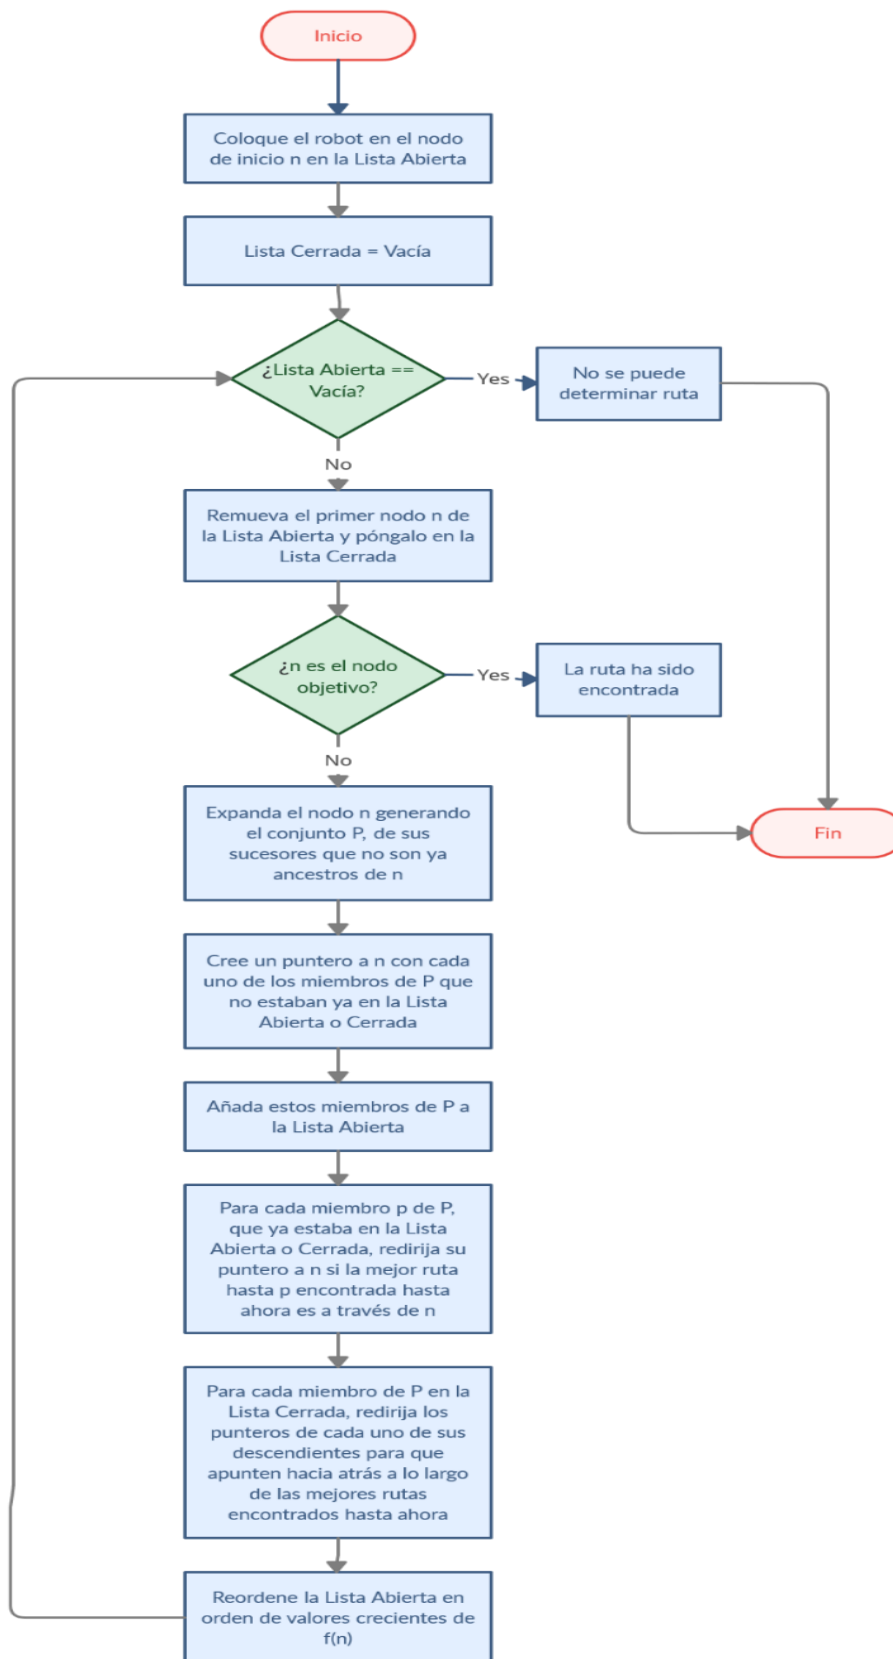 Inicio
Coloque el robot en el nodo
de inicio n en la Lista Abierta
Lista Cerrada = Vacía
¿Lista Abierta ==
Vacía?
Yes
No se puede
determinar ruta
No
Remueva el primer nodo n de
la Lista Abierta y póngalo en la
Lista Cerrada
¿n es el nodo
objetivo?
Yes
La ruta ha sido
encontrada
No
Expanda el nodo n generando
el conjunto P, de sus
sucesores que no son ya
ancestros de n
Fin
Cree un puntero a n con cada
uno de los miembros de P que
no estaban ya en la Lista
Abierta o Cerrada
Añada estos miembros de P a
la Lista Abierta
Para cada miembro p de P,
que ya estaba en la Lista
Abierta o Cerrada, redirija su
puntero a n si la mejor ruta
hasta p encontrada hasta
ahora es a través de n
Para cada miembro de P en la
Lista Cerrada, redirija los
punteros de cada uno de sus
descendientes para que
apunten hacia atrás a lo largo
de las mejores rutas
encontrados hasta ahora
Reordene la Lista Abierta en
orden de valores crecientes de
f(n)